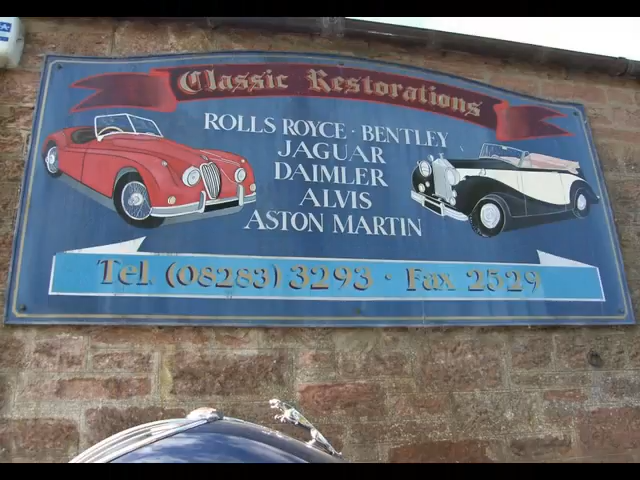 Classic Restorations
ROLLS ROYCE · BENTLEY
JAGUAR
DAIMLER
ALVIS
ASTON MARTIN
Tel. (08283) 3293 · Fax 2529